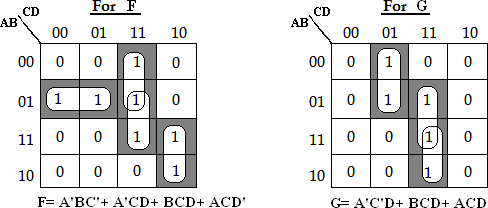 For F
For G
CD
AB
00 01 11 10
CD
AB
00 01 11 10
00 0 0 1 0
00 0 1 0 0
01 1 1 1 0
01 0 1 1 0
11 0 0 1 1
11 0 0 1 0
10 0 0 0 1
10 0 0 1 0
F= A'BC'+ A'CD+ BCD+ ACD'
G= A'C'D+ BCD+ ACD